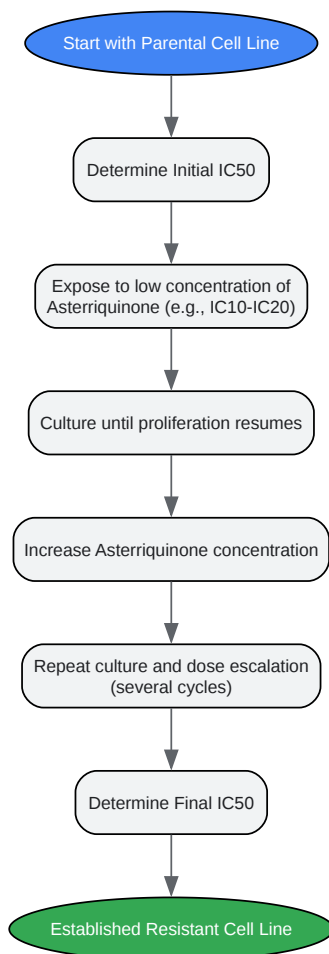 Start with Parental Cell Line
Determine Initial IC50
Expose to low concentration of
Asterriquinone (e.g., IC10-IC20)
Culture until proliferation resumes
Increase Asterriquinone concentration
Repeat culture and dose escalation
(several cycles)
Determine Final IC50
Established Resistant Cell Line